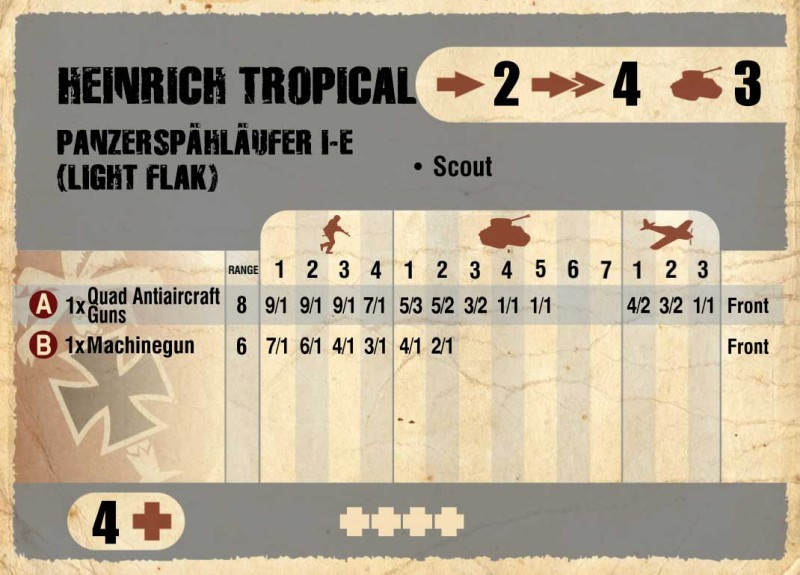 HEINRICH TROPICAL 2 4 3
PANZERSPÄHLÄUFER I-E
(LIGHT FLAK)
• Scout
RANGE 1 2 3 4 1 2 3 4 5 6 7 1 2 3
A 1x Quad Antiaircraft Guns 8 9/1 9/1 9/1 7/1 5/3 5/2 3/2 1/1 1/1 4/2 3/2 1/1 Front
B 1x Machinegun 6 7/1 6/1 4/1 3/1 4/1 2/1 Front
4